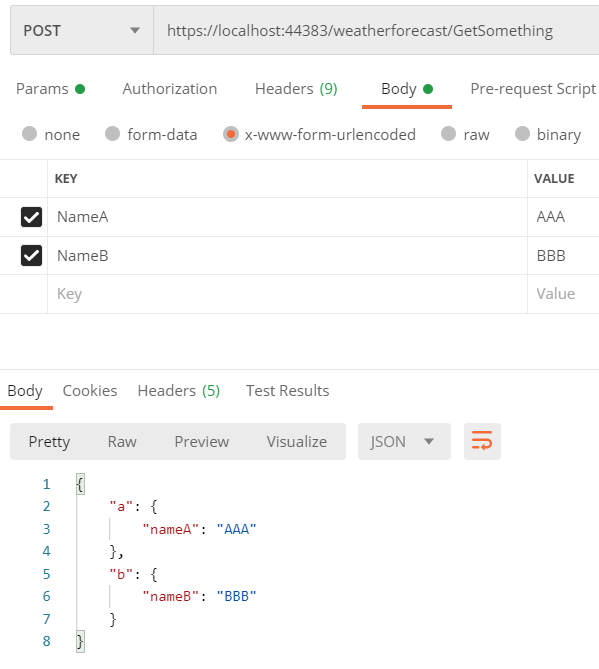 POST https://localhost:44383/weatherforecast/GetSomething
Params Authorization Headers (9) Body Pre-request Script
none form-data x-www-form-urlencoded raw binary
KEY VALUE
NameA AAA
NameB BBB
Key Value
Body Cookies Headers (5) Test Results
Pretty Raw Preview Visualize JSON
1 {
2 "a": {
3 "nameA": "AAA"
4 },
5 "b": {
6 "nameB": "BBB"
7 }
8 }